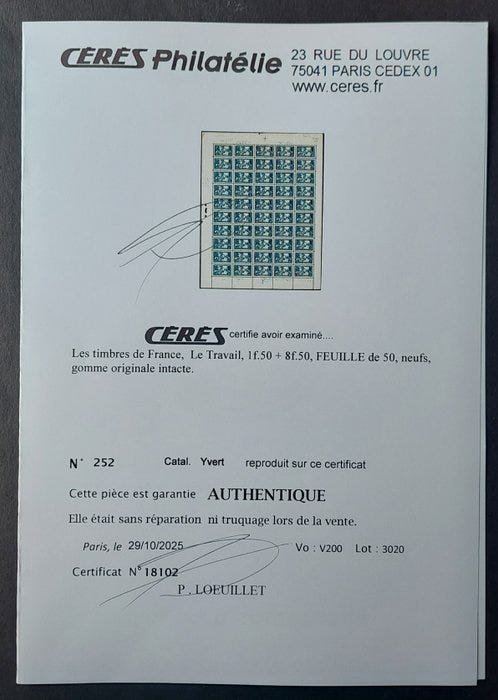 CÉRÈS Philatélie
23 RUE DU LOUVRE
75041 PARIS CEDEX 01
www.ceres.fr
CÉRÈS certifie avoir examiné....
Les timbres de France, Le Travail, 1f.50 + 8f.50, FEUILLE de 50, neufs,
gomme originale intacte.
N° 252 Catal. Yvert reproduit sur ce certificat
Cette pièce est garantie AUTHENTIQUE
Elle était sans réparation ni truquage lors de la vente.
Paris, le 29/10/2025 Vo : V200 Lot : 3020
Certificat N° 18102
P. LOEUILLET